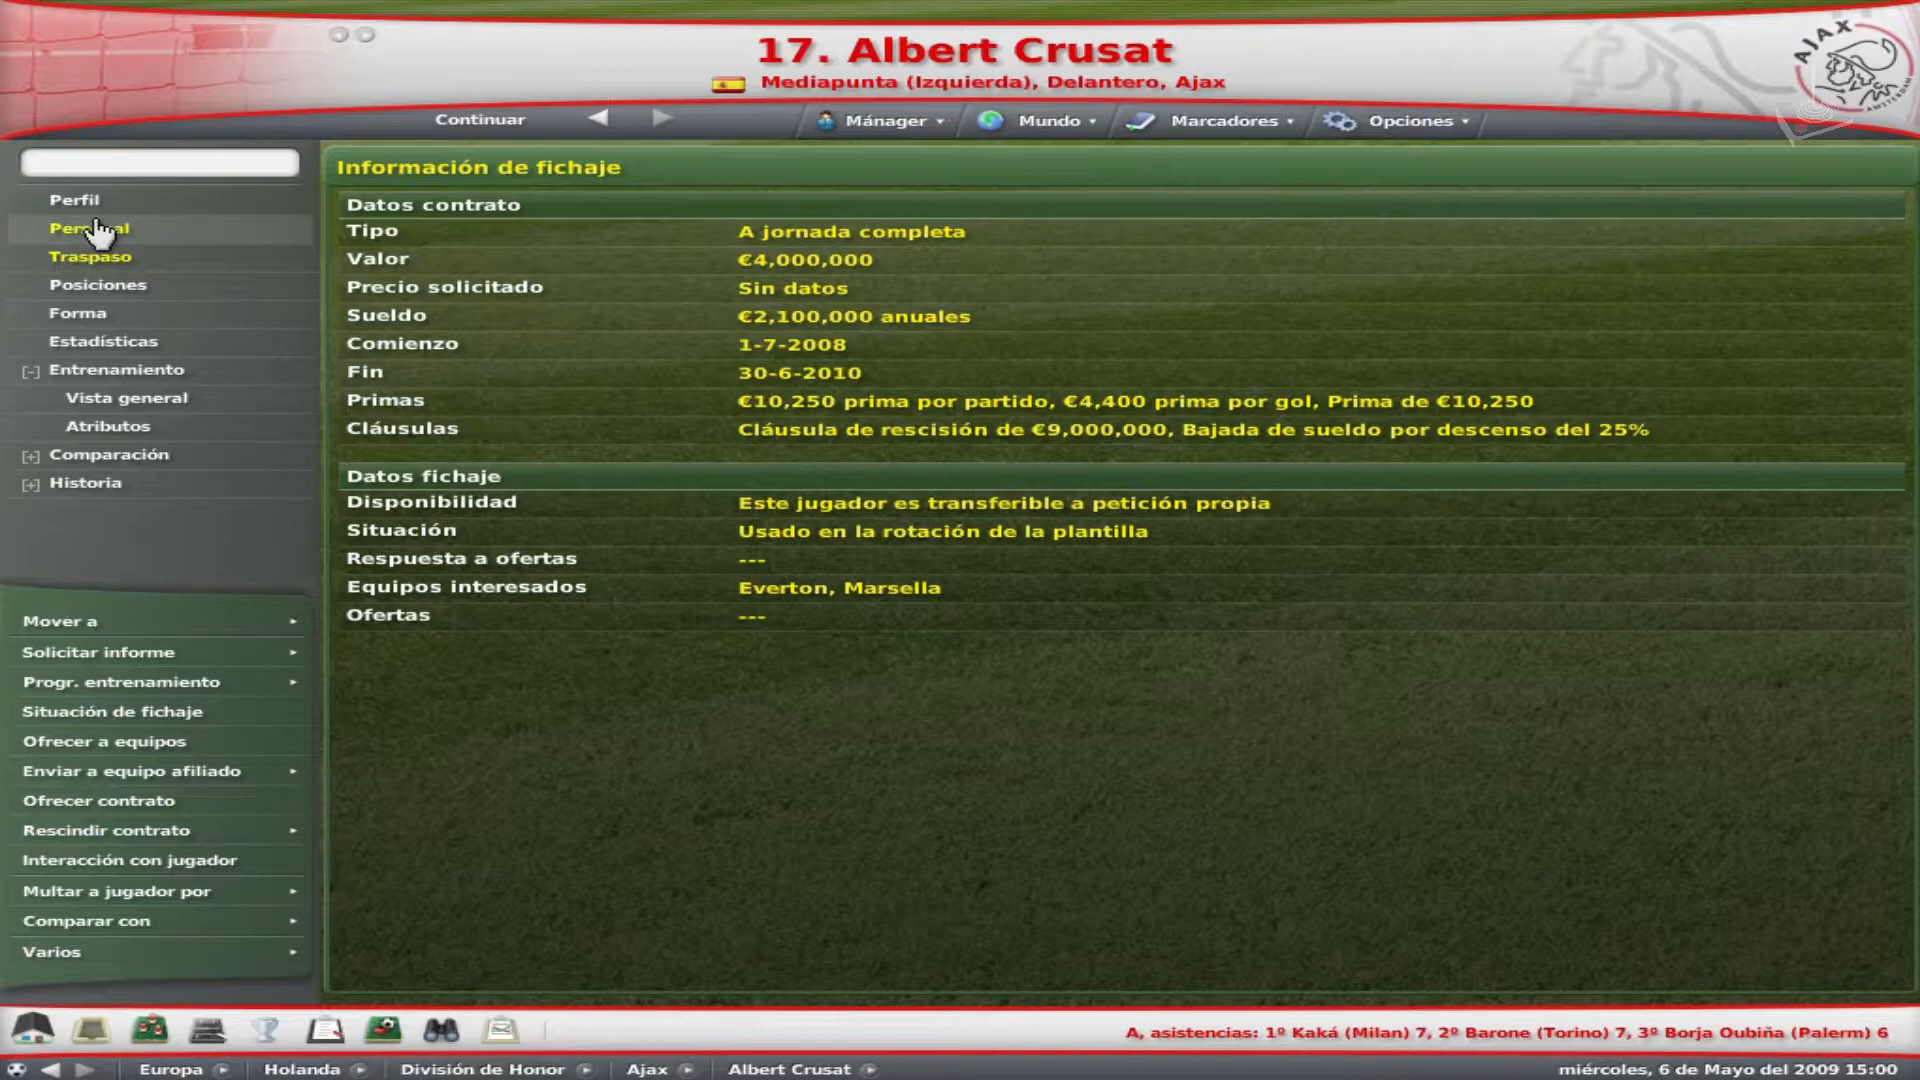 17. Albert Crusat
Mediapunta (Izquierda), Delantero, Ajax
AJAX
AMSTERDAM
Continuar
Mánager
Mundo
Marcadores
Opciones
Información de fichaje
Perfil
Datos contrato
Tipo A jornada completa
Traspaso
Valor €4,000,000
Posiciones
Precio solicitado Sin datos
Forma
Sueldo €2,100,000 anuales
Estadísticas
Comienzo 1-7-2008
[-] Entrenamiento
Fin 30-6-2010
Vista general
Primas €10,250 prima por partido, €4,400 prima por gol, Prima de €10,250
Atributos
Cláusulas Cláusula de rescisión de €9,000,000, Bajada de sueldo por descenso del 25%
[+] Comparación
[+] Historia
Datos fichaje
Disponibilidad Este jugador es transferible a petición propia
Situación Usado en la rotación de la plantilla
Respuesta a ofertas ---
Equipos interesados Everton, Marsella
Ofertas ---
Mover a
Solicitar informe
Progr. entrenamiento
Situación de fichaje
Ofrecer a equipos
Enviar a equipo afiliado
Ofrecer contrato
Rescindir contrato
Interacción con jugador
Multar a jugador por
Comparar con
Varios
A, asistencias: 1º Kaká (Milan) 7, 2º Barone (Torino) 7, 3º Borja Oubiña (Palerm) 6
Europa
Holanda
División de Honor
Ajax
Albert Crusat
miércoles, 6 de Mayo del 2009 15:00